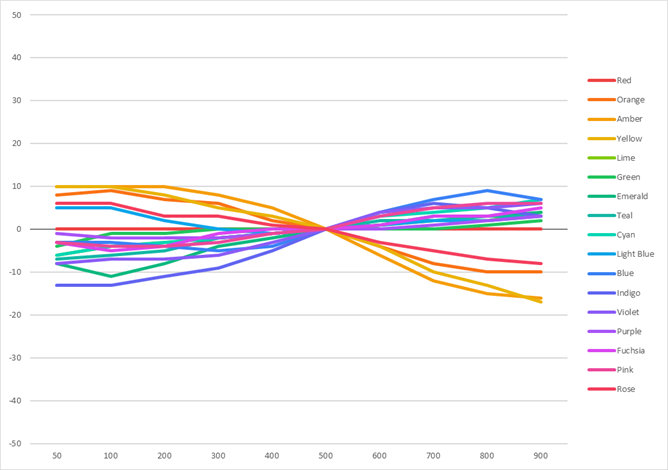 50
40
30
20
10
0
-10
-20
-30
-40
-50
50 100 200 300 400 500 600 700 800 900
Red
Orange
Amber
Yellow
Lime
Green
Emerald
Teal
Cyan
Light Blue
Blue
Indigo
Violet
Purple
Fuchsia
Pink
Rose